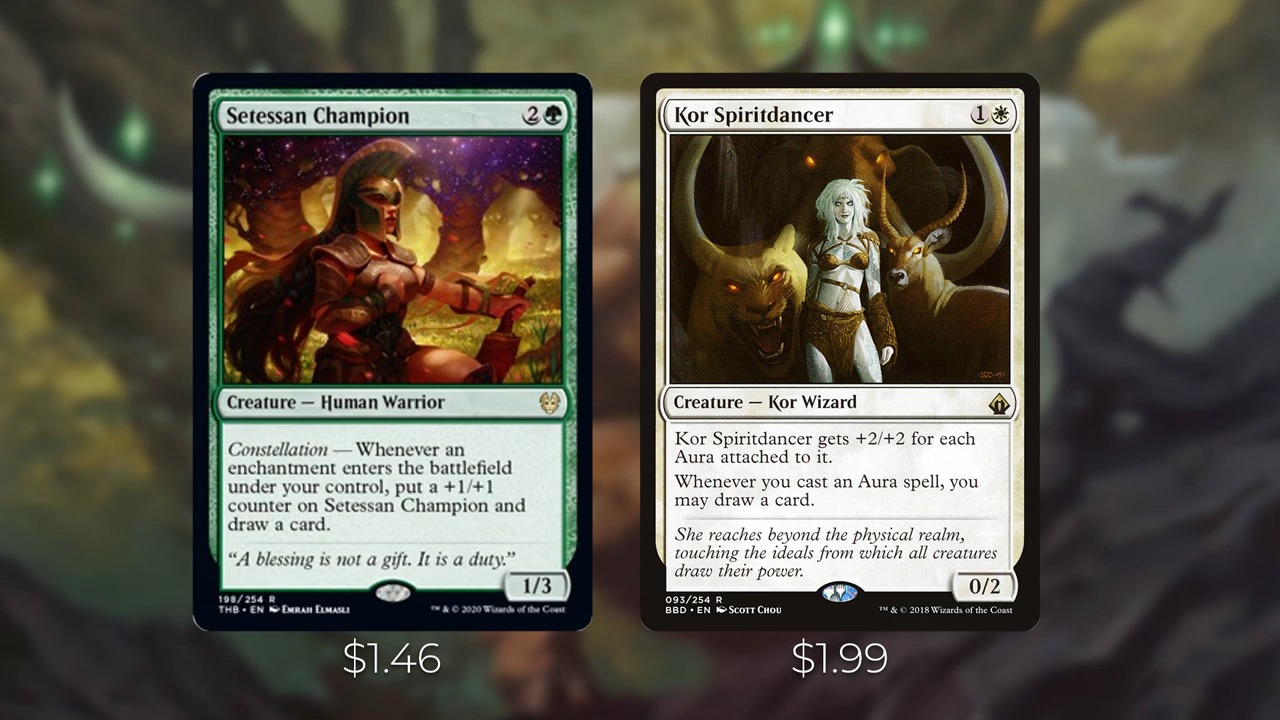 Setessan Champion 2
Creature — Human Warrior
Constellation — Whenever an
enchantment enters the battlefield
under your control, put a +1/+1
counter on Setessan Champion and
draw a card.
“A blessing is not a gift. It is a duty.”
1/3
198/254 R
THB • EN Emrah Elmasli
™ & © 2020 Wizards of the Coast
$1.46
Kor Spiritdancer 1
Creature — Kor Wizard
Kor Spiritdancer gets +2/+2 for each
Aura attached to it.
Whenever you cast an Aura spell, you
may draw a card.
She reaches beyond the physical realm,
touching the ideals from which all creatures
draw their power.
0/2
093/254 R
BBD • EN Scott Chou
™ & © 2018 Wizards of the Coast
$1.99